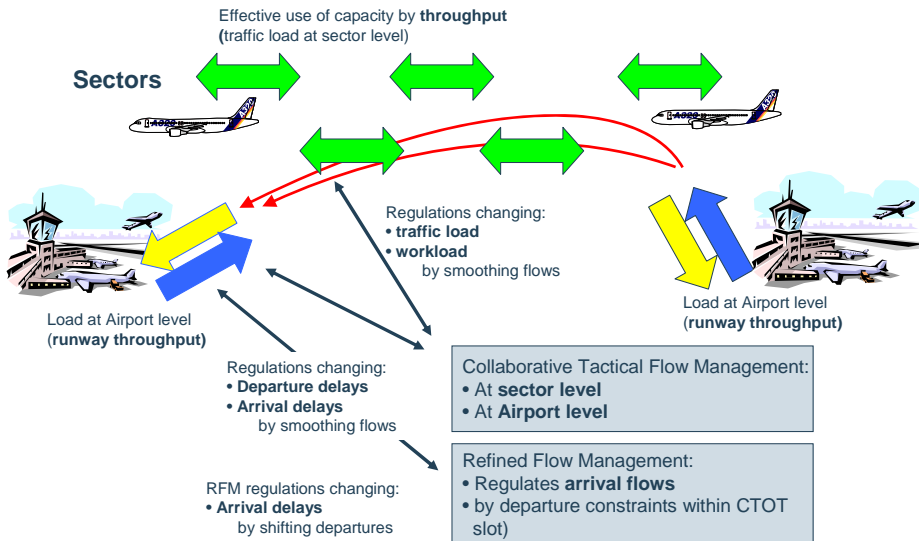 Effective use of capacity by throughput
(traffic load at sector level)
Sectors
A320
A320
Regulations changing:
• traffic load
• workload
by smoothing flows
Load at Airport level
(runway throughput)
Load at Airport level
(runway throughput)
Regulations changing:
• Departure delays
• Arrival delays
by smoothing flows
Collaborative Tactical Flow Management:
• At sector level
• At Airport level
RFM regulations changing:
• Arrival delays
by shifting departures
Refined Flow Management:
• Regulates arrival flows
• by departure constraints within CTOT
slot)